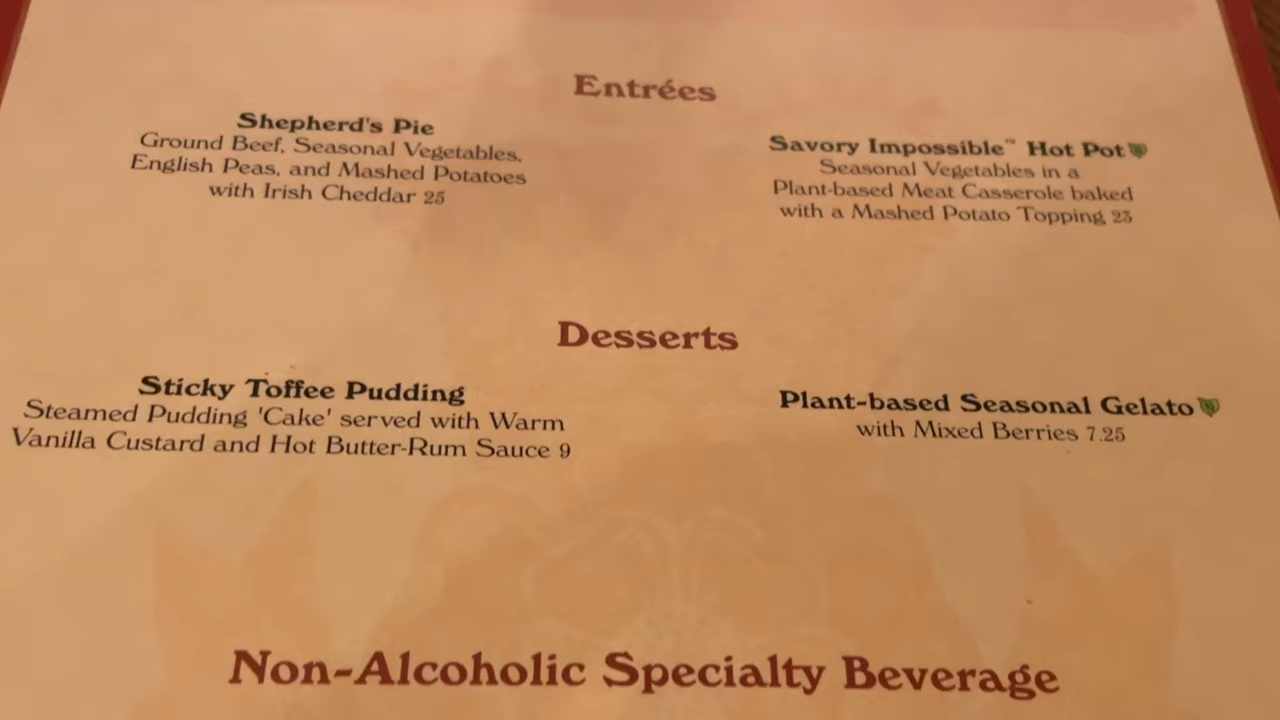 Entrées
Shepherd's Pie
Ground Beef, Seasonal Vegetables,
English Peas, and Mashed Potatoes
with Irish Cheddar 25
Savory Impossible™ Hot Pot
Seasonal Vegetables in a
Plant-based Meat Casserole baked
with a Mashed Potato Topping 23
Desserts
Sticky Toffee Pudding
Steamed Pudding 'Cake' served with Warm
Vanilla Custard and Hot Butter-Rum Sauce 9
Plant-based Seasonal Gelato
with Mixed Berries 7.25
Non-Alcoholic Specialty Beverage